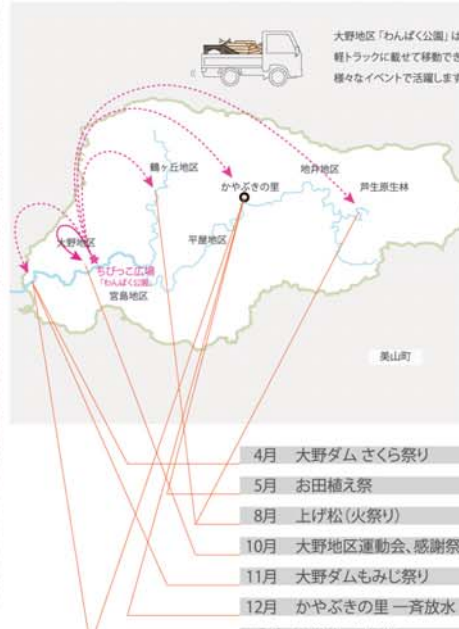 大野地区「わんぱく公園」は
軽トラックに載せて移動でき
様々なイベントで活躍します
鶴ヶ丘地区
かやぶきの里
地井地区
芦生原生林
大野地区
平屋地区
ちびっこ広場
「わんぱく公園」
宮島地区
美山町
4月 大野ダム さくら祭り
5月 お田植え祭
8月 上げ松(火祭り)
10月 大野地区運動会、感謝祭
11月 大野ダムもみじ祭り
12月 かやぶきの里 一斉放水